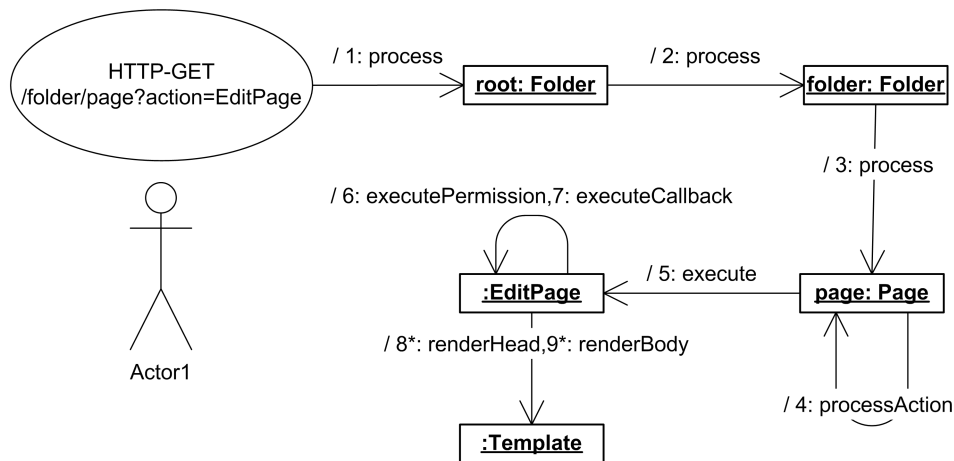 HTTP-GET
/folder/page?action=EditPage
/ 1: process
root: Folder
/ 2: process
folder: Folder
/ 3: process
/ 6: executePermission,7: executeCallback
:EditPage
/ 5: execute
page: Page
/ 8*: renderHead,9*: renderBody
Actor1
/ 4: processAction
:Template